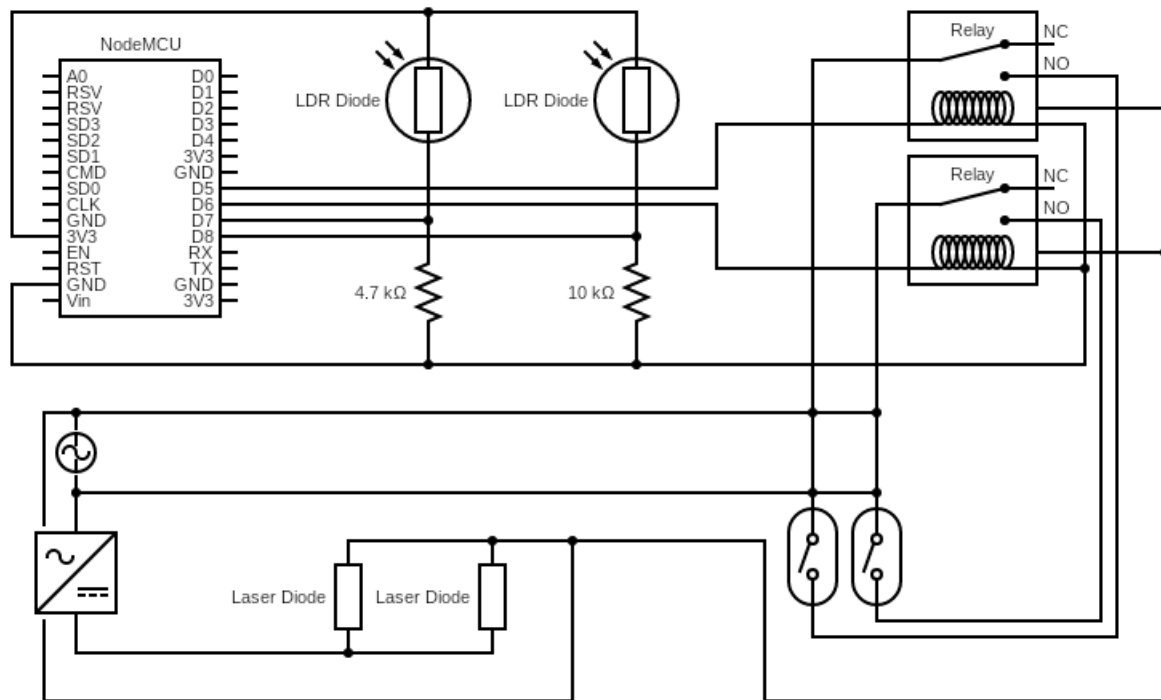 NodeMCU
A0 D0
RSV D1
RSV D2
SD3 D3
SD2 D4
SD1 3V3
CMD GND
SD0 D5
CLK D6
GND D7
3V3 D8
EN RX
RST TX
GND GND
Vin 3V3
LDR Diode
LDR Diode
4.7 kΩ
10 kΩ
Relay
NC
NO
Relay
NC
NO
Laser Diode
Laser Diode